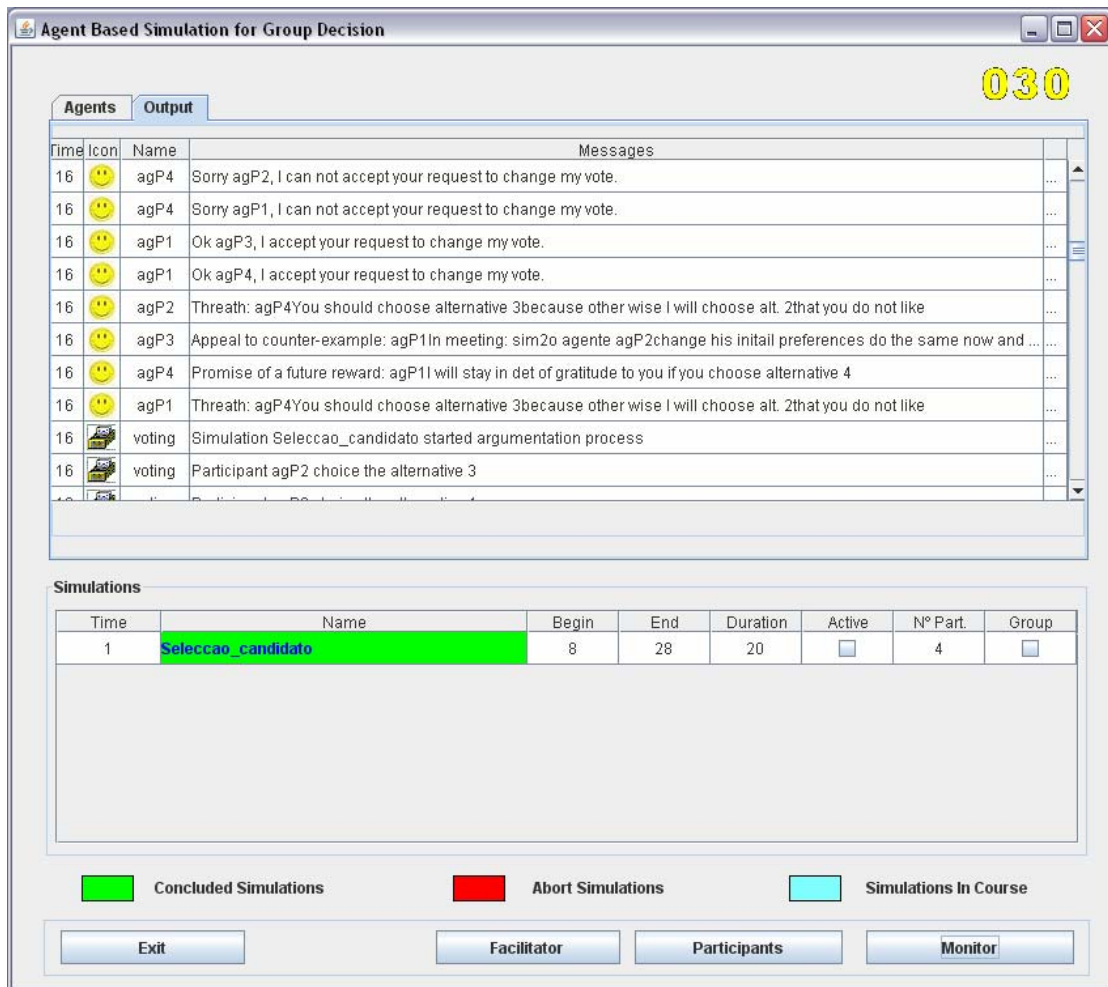 Agent Based Simulation for Group Decision
030
Agents Output
Time Icon Name Messages
16 agP4 Sorry agP2, I can not accept your request to change my vote. ...
16 agP4 Sorry agP1, I can not accept your request to change my vote. ...
16 agP1 Ok agP3, I accept your request to change my vote. ...
16 agP1 Ok agP4, I accept your request to change my vote. ...
16 agP2 Threath: agP4You should choose alternative 3because other wise I will choose alt. 2that you do not like ...
16 agP3 Appeal to counter-example: agP1In meeting: sim2o agente agP2change his initail preferences do the same now and ... ...
16 agP4 Promise of a future reward: agP1I will stay in det of gratitude to you if you choose alternative 4 ...
16 agP1 Threath: agP4You should choose alternative 3because other wise I will choose alt. 2that you do not like ...
16 voting Simulation Seleccao_candidato started argumentation process ...
16 voting Participant agP2 choice the alternative 3 ...
Simulations
Time Name Begin End Duration Active Nº Part. Group
1 Seleccao_candidato 8 28 20 4
Concluded Simulations Abort Simulations Simulations In Course
Exit Facilitator Participants Monitor